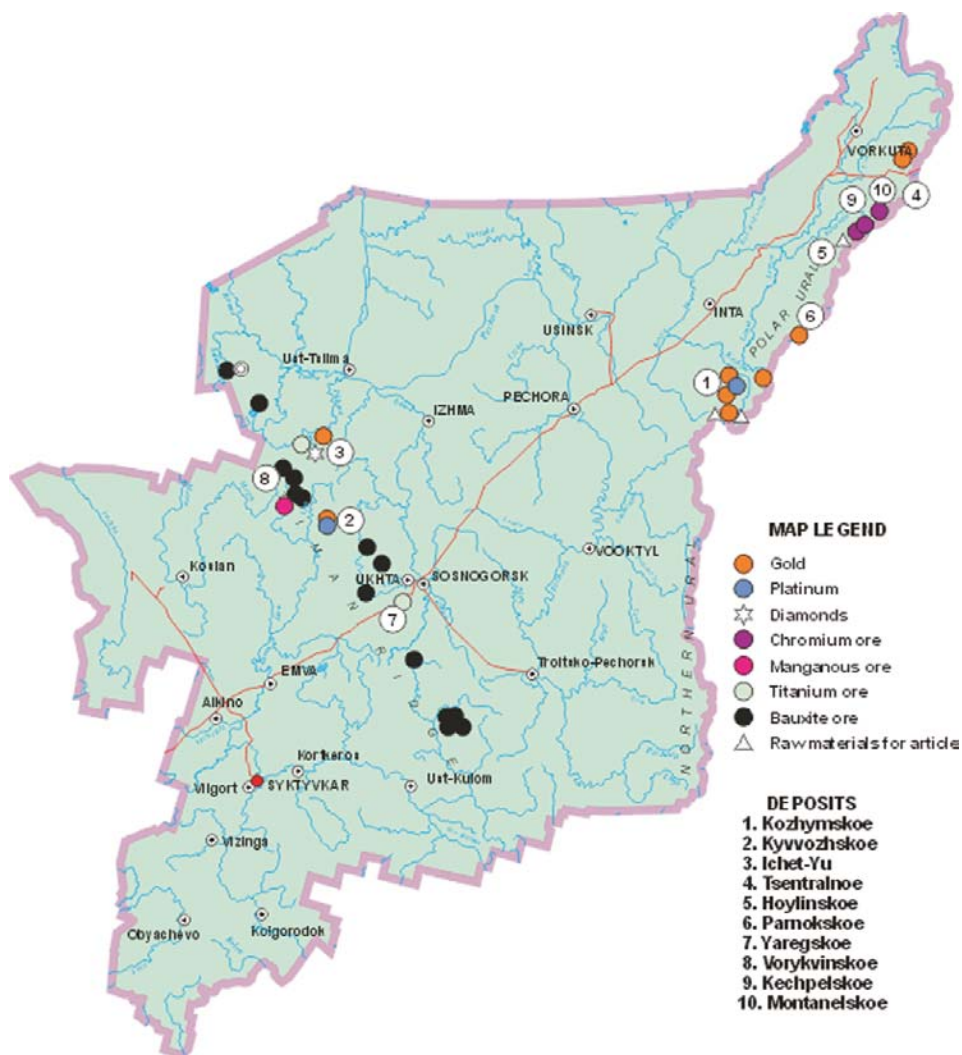 VORKUTA
10
9
4
5
POLAR URAL
6
INTA
USINSK
Ust-Tsilma
1
PECHORA
IZHMA
3
8
2
VOOKTYL
Koslan
UKHTA
SOSNOGORSK
7
TIMAN RIDGE
NORTHERN URAL
Troitsko-Pechorsk
EMVA
Aikino
Kortkeros
Ust-Kulom
SYKTYVKAR
Vilgort
Vizinga
Obyachevo
Koigorodok
MAP LEGEND
Gold
Platinum
Diamonds
Chromium ore
Manganous ore
Titanium ore
Bauxite ore
Raw materials for article
DEPOSITS
1. Kozhymskoe
2. Kyvvozhskoe
3. Ichet-Yu
4. Tsentralnoe
5. Hoylinskoe
6. Parnokskoe
7. Yaregskoe
8. Vorykvinskoe
9. Kechpelskoe
10. Montanelskoe